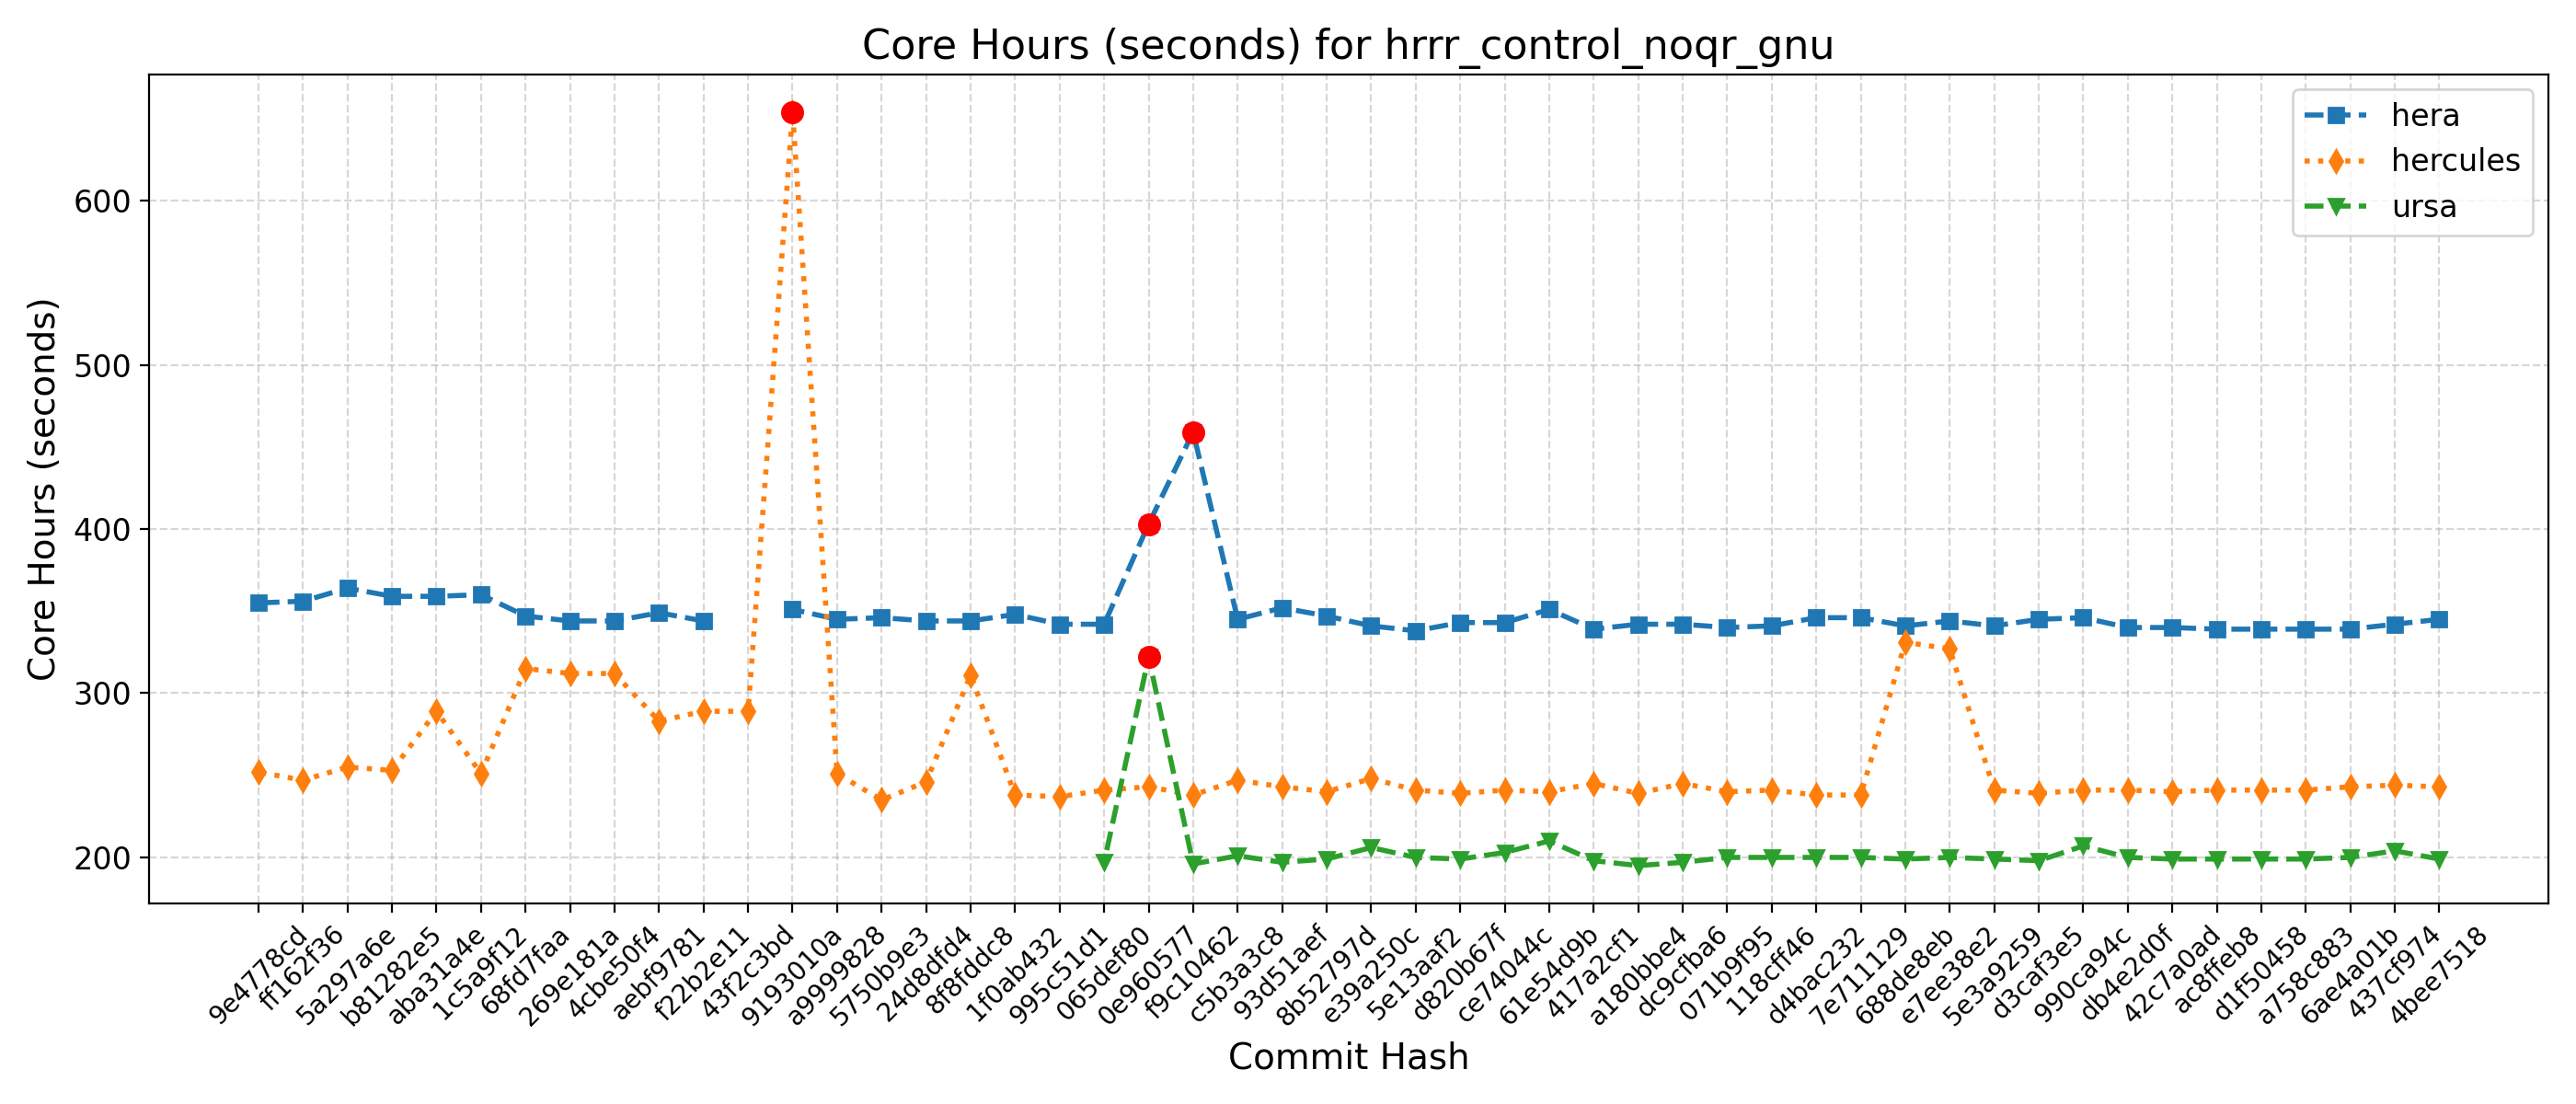 Core Hours (seconds) for hrrr_control_noqr_gnu
hera
hercules
ursa
Core Hours (seconds)
600
500
400
300
200
9e4778cd
ff162f36
5a297a6e
b81282e5
aba31a4e
1c5a9f12
68fd7faa
269e181a
4cbe50f4
aebf9781
f22b2e11
43f2c3bd
9193010a
a9999828
5750b9e3
24d8dfd4
8f8fddc8
1f0ab432
995c51d1
065def80
0e960577
f9c10462
c5b3a3c8
93d51aef
8b52797d
e39a250c
5e13aaf2
d820b67f
ce74044c
61e54d9b
417a2cf1
a180bbe4
dc9cfba6
071b9f95
118cff46
d4bac232
7e711129
688de8eb
e7ee38e2
5e3a9259
d3caf3e5
990ca94c
db4e2d0f
42c7a0ad
ac8ffeb8
d1f50458
a758c883
6ae4a01b
437cf974
4bee7518
Commit Hash